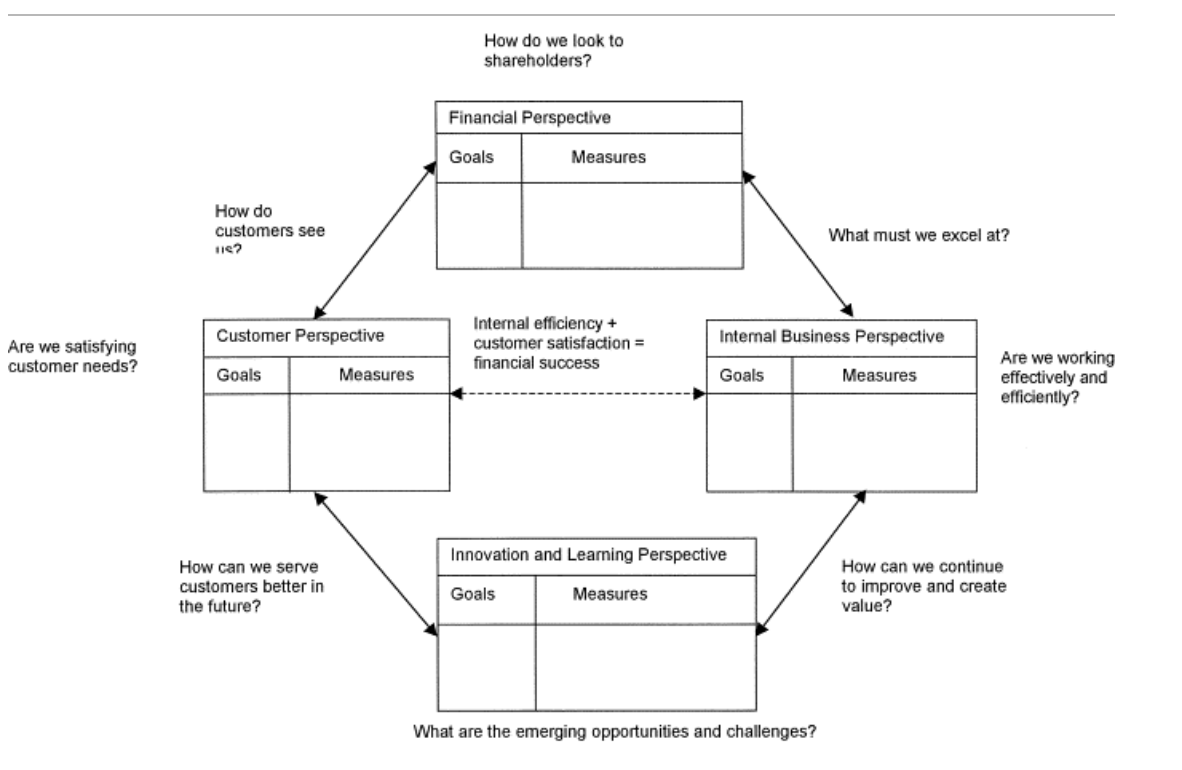 How do we look to
shareholders?
Financial Perspective
Goals Measures
How do
customers see
us?
What must we excel at?
Internal efficiency +
customer satisfaction =
financial success
Customer Perspective
Goals Measures
Internal Business Perspective
Goals Measures
Are we satisfying
customer needs?
Are we working
effectively and
efficiently?
Innovation and Learning Perspective
Goals Measures
How can we serve
customers better in
the future?
How can we continue
to improve and create
value?
What are the emerging opportunities and challenges?